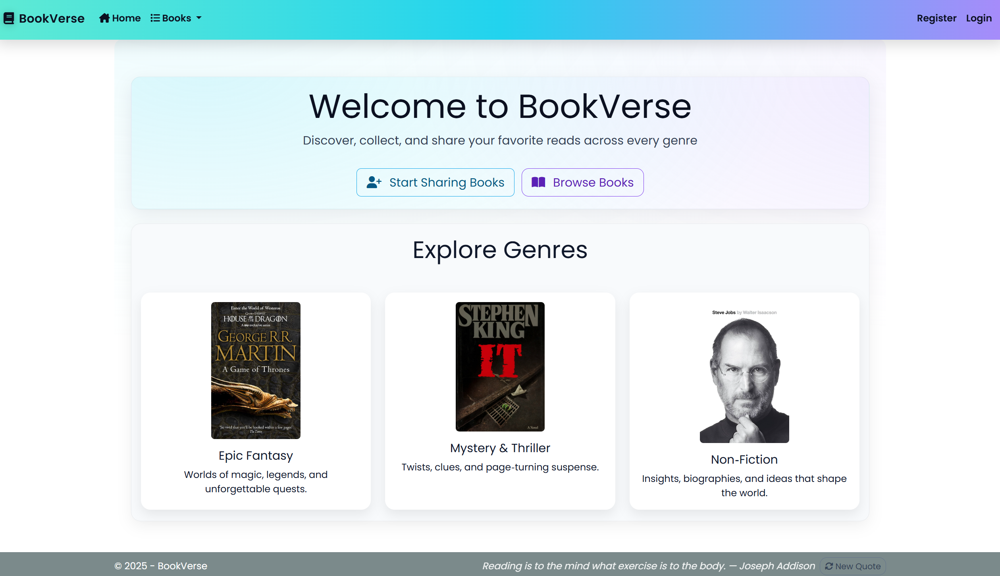 BookVerse
Home
Books
Register
Login
Welcome to BookVerse
Discover, collect, and share your favorite reads across every genre
Start Sharing Books
Browse Books
Explore Genres
Enter the World of Westeros
GAME OF THRONES
HOUSE OF THE DRAGON
A sky exclusive series
GEORGE R.R.
MARTIN
A Game of Thrones
'So vivid that you'll be hooked within a few pages'
The Times
Epic Fantasy
Worlds of magic, legends, and
unforgettable quests.
STEPHEN
KING
IT
A Novel
Mystery & Thriller
Twists, clues, and page-turning suspense.
Steve Jobs by Walter Isaacson
Non-Fiction
Insights, biographies, and ideas that shape
the world.
© 2025 - BookVerse
Reading is to the mind what exercise is to the body. — Joseph Addison
New Quote